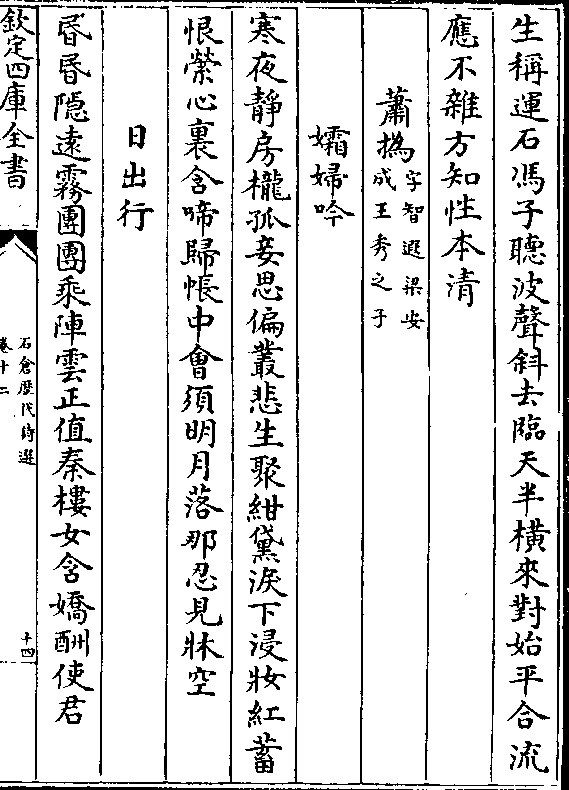 生稱運石馮子聽波聲斜去臨天半横來對始平合流
應不雜方知性本清
蕭撝字智遐梁安
成王秀之子
孀婦吟
寒夜靜房櫳孤妾思偏叢悲生聚紺黛淚下浸妝紅蓄
恨縈心裏含啼歸帳中會須明月落那忍見牀空
日出行
昬昬隱遠霧團團乘陣雲正值秦樓女含嬌酬使君
欽定四庫全書
石倉歴代詩選
卷十二
十四